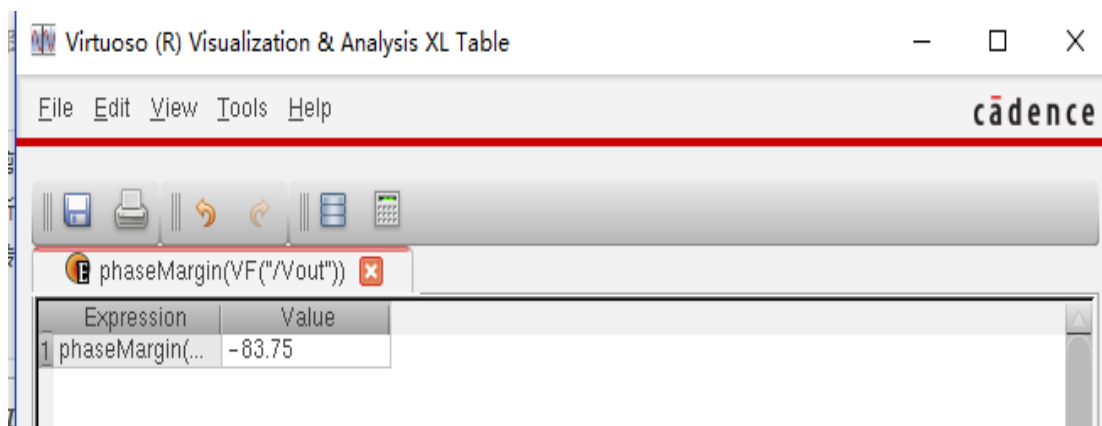 Virtuoso (R) Visualization & Analysis XL Table
File Edit View Tools Help cādence
phaseMargin(VF("/Vout"))
Expression Value
1 phaseMargin(... -83.75